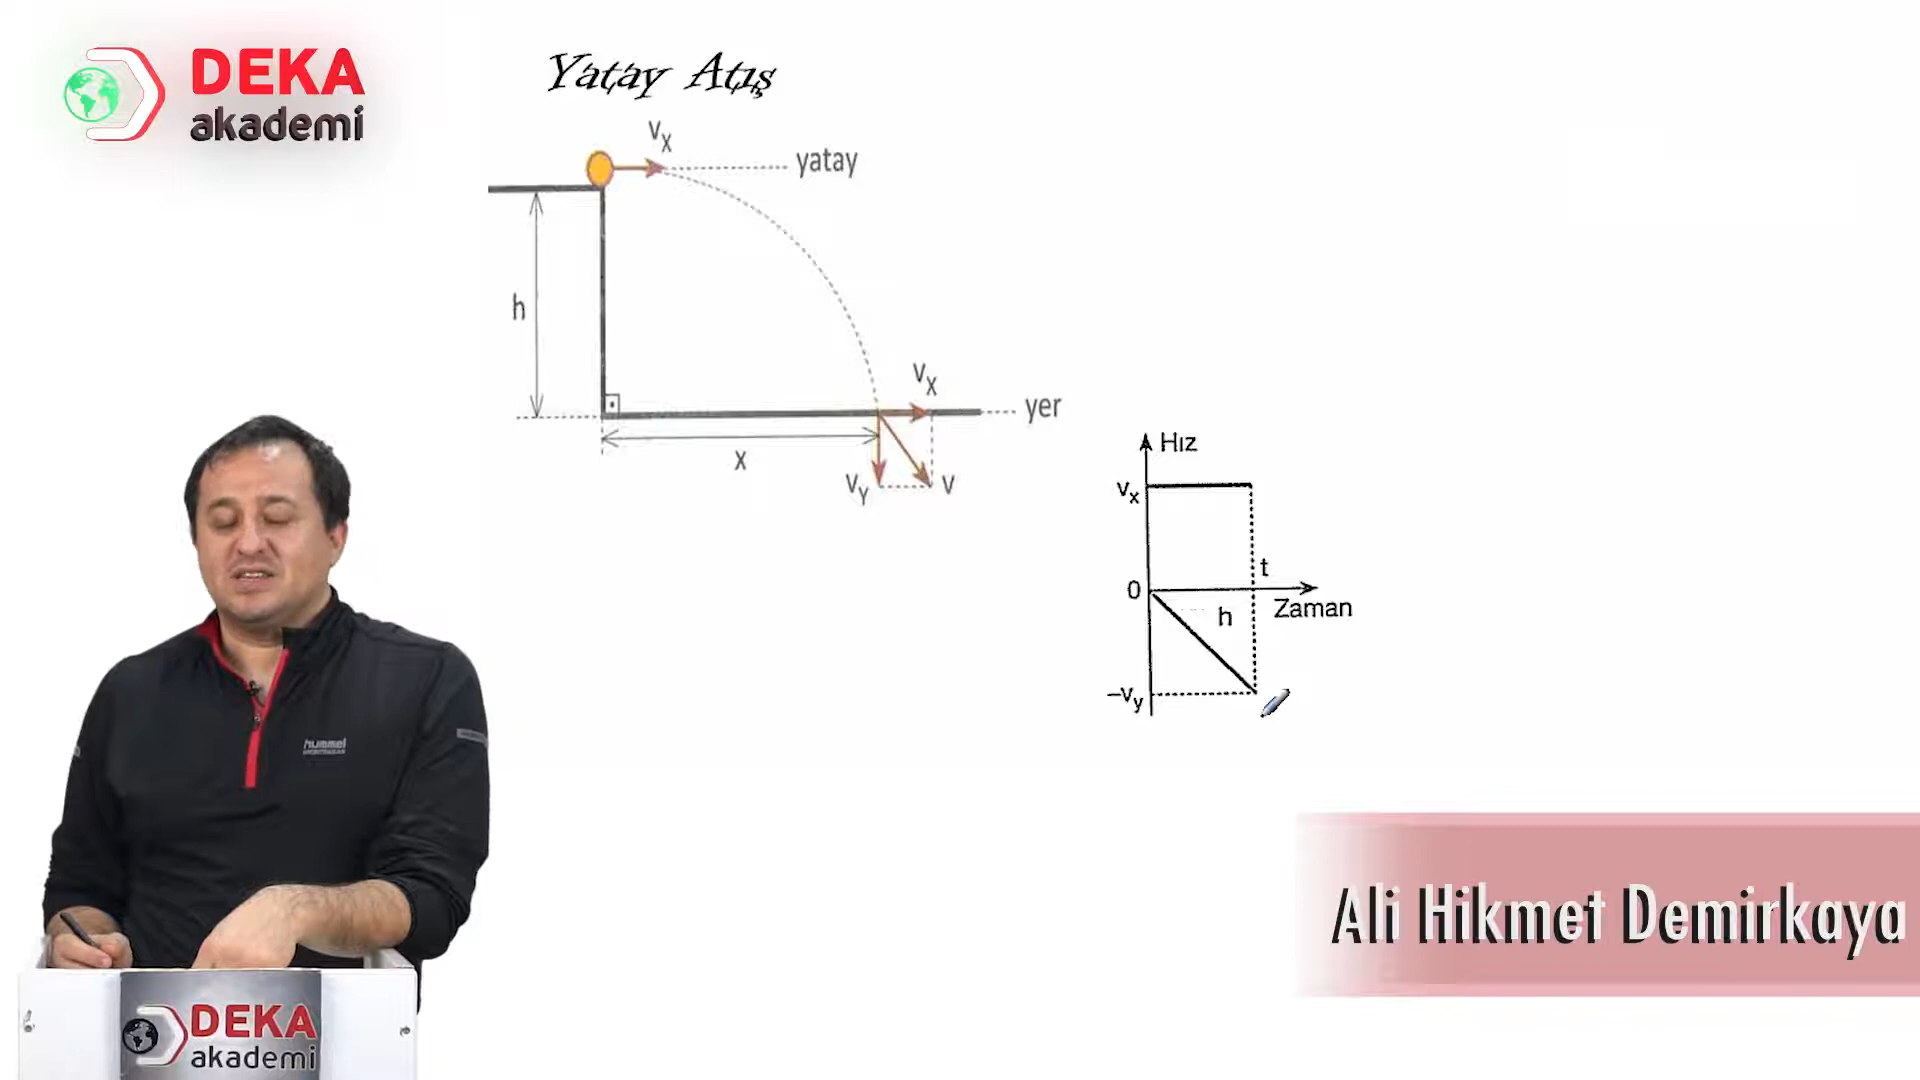 DEKA
akademi
Yatay Atış
vX
yatay
h
vX
yer
x
vY
v
Hız
vx
t
0
h
Zaman
–vy
hummel
Ali Hikmet Demirkaya
DEKA
akademi